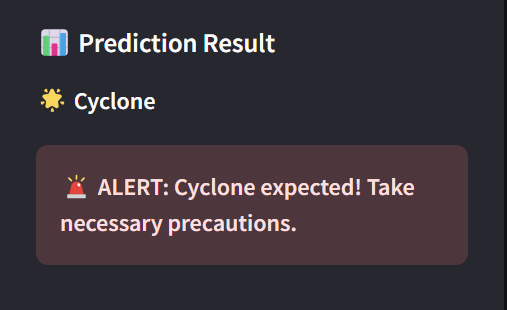 Prediction Result
Cyclone
ALERT: Cyclone expected! Take
necessary precautions.